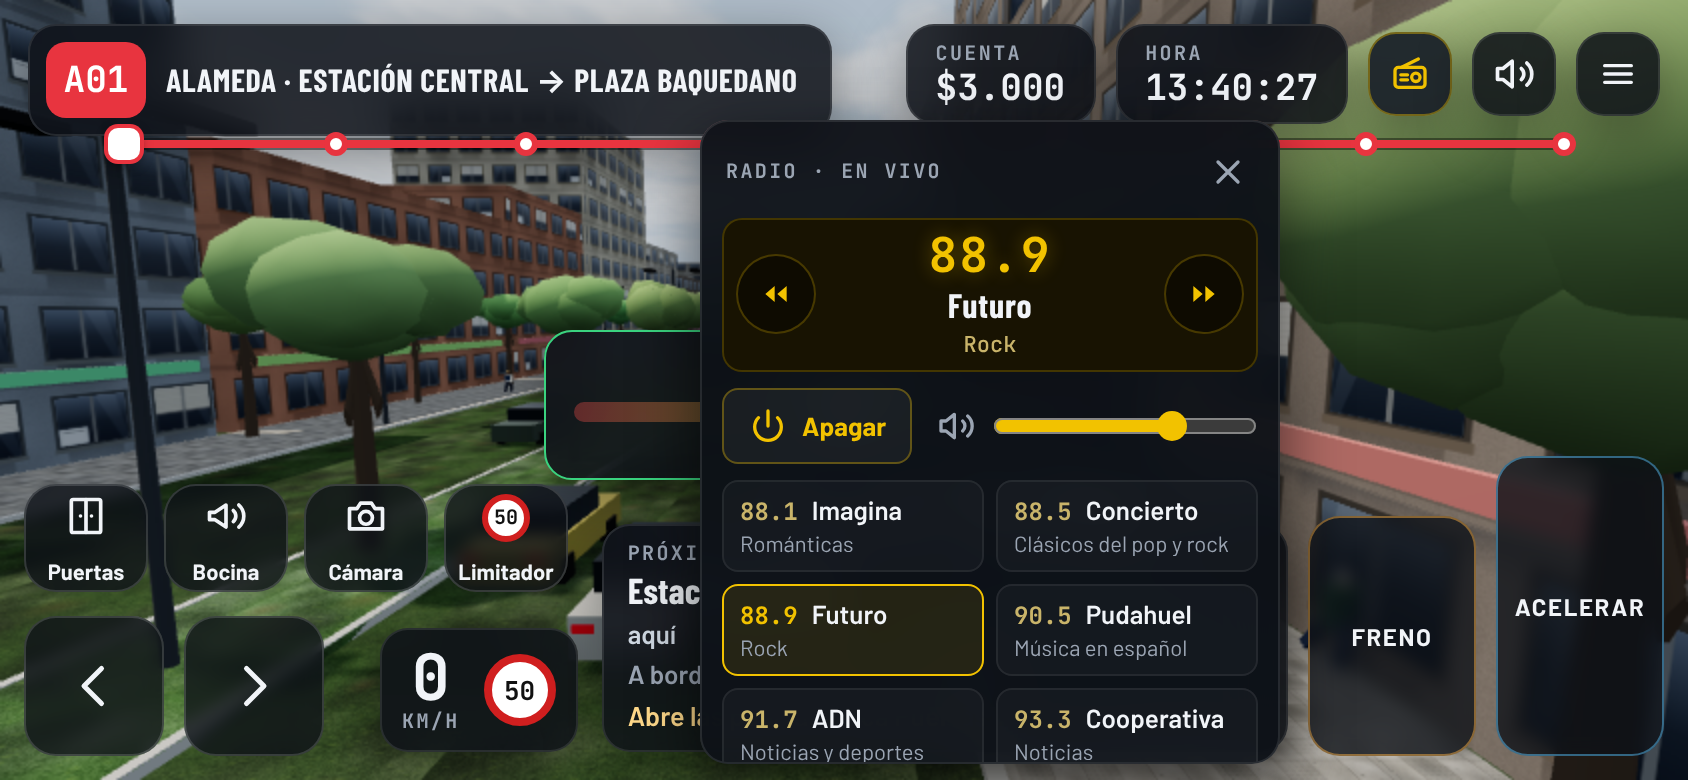 A01 ALAMEDA · ESTACIÓN CENTRAL → PLAZA BAQUEDANO
CUENTA
$3.000
HORA
13:40:27
RADIO · EN VIVO
88.9
Futuro
Rock
Apagar
88.1 Imagina
Románticas
88.5 Concierto
Clásicos del pop y rock
88.9 Futuro
Rock
90.5 Pudahuel
Música en español
91.7 ADN
Noticias y deportes
93.3 Cooperativa
Noticias
50
Puertas
Bocina
Cámara
Limitador
0
KM/H
50
aquí
A
Abre
FRENO
ACELERAR